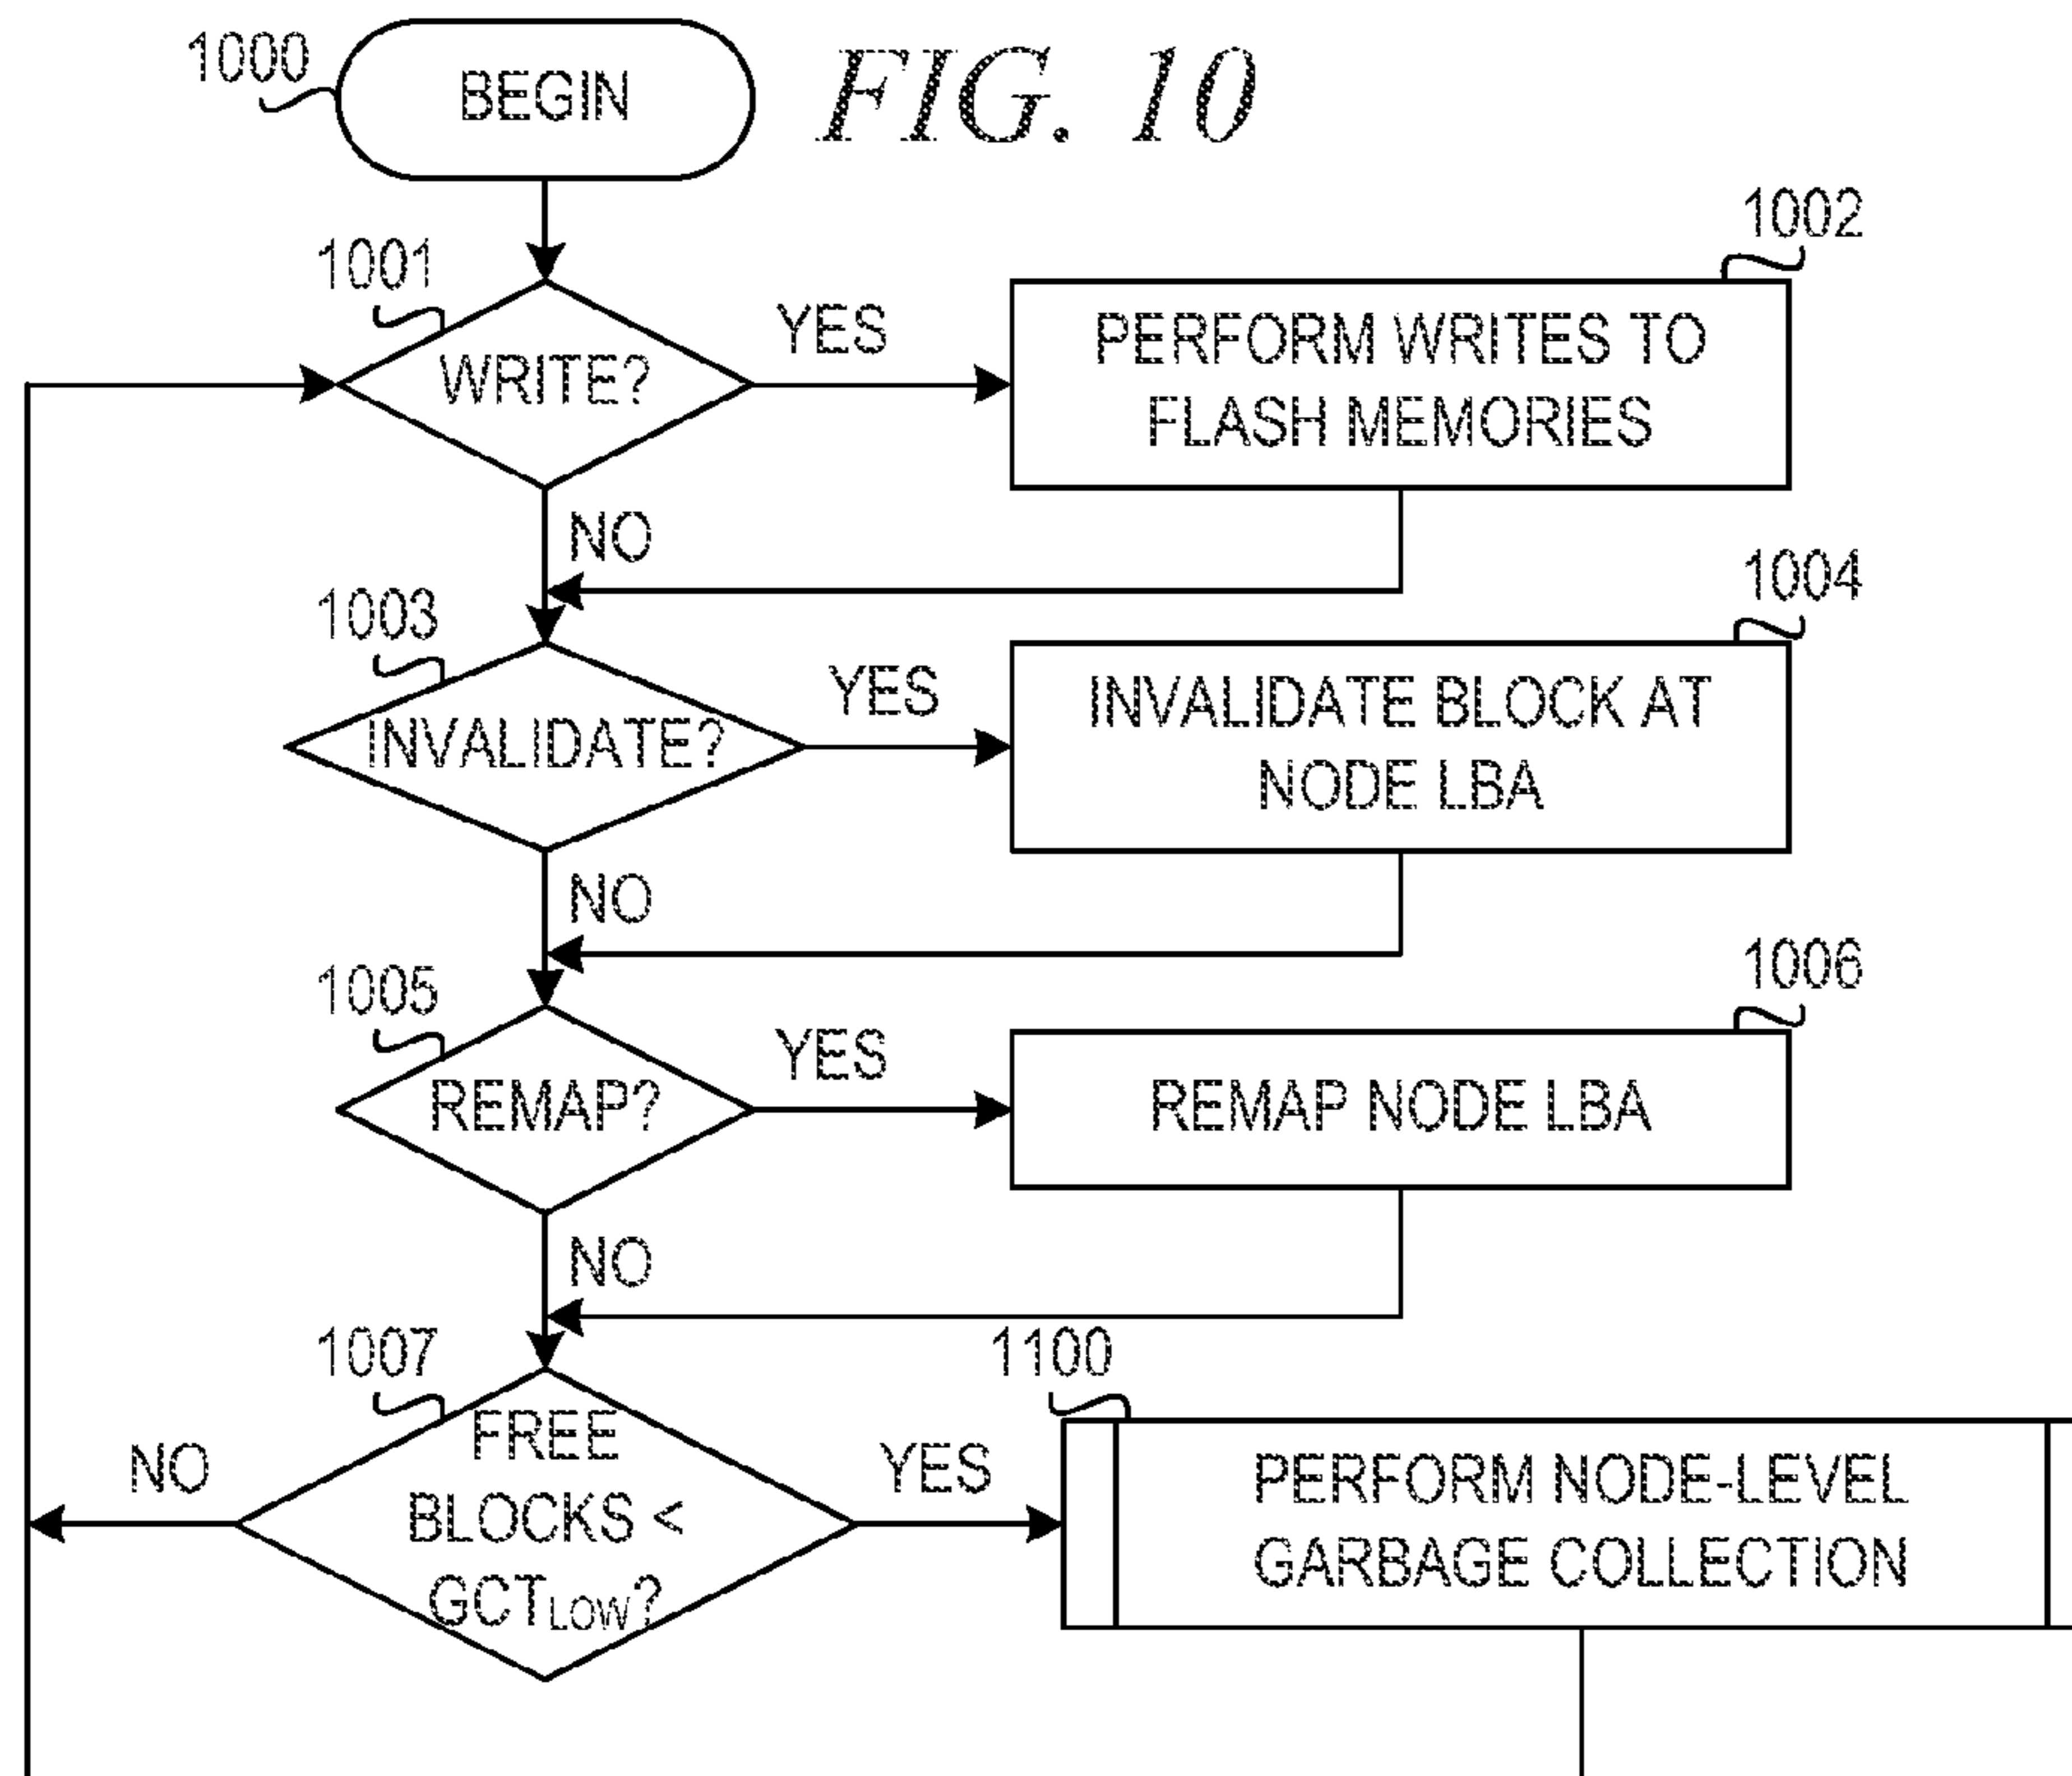 1000
BEGIN
FIG. 10
1001
WRITE?
YES
1002
PERFORM WRITES TO
FLASH MEMORIES
NO
1003
INVALIDATE?
YES
1004
INVALIDATE BLOCK AT
NODE LBA
NO
1005
REMAP?
YES
1006
REMAP NODE LBA
NO
1007
FREE
BLOCKS <
GCTLOW?
NO
YES
1100
PERFORM NODE-LEVEL
GARBAGE COLLECTION